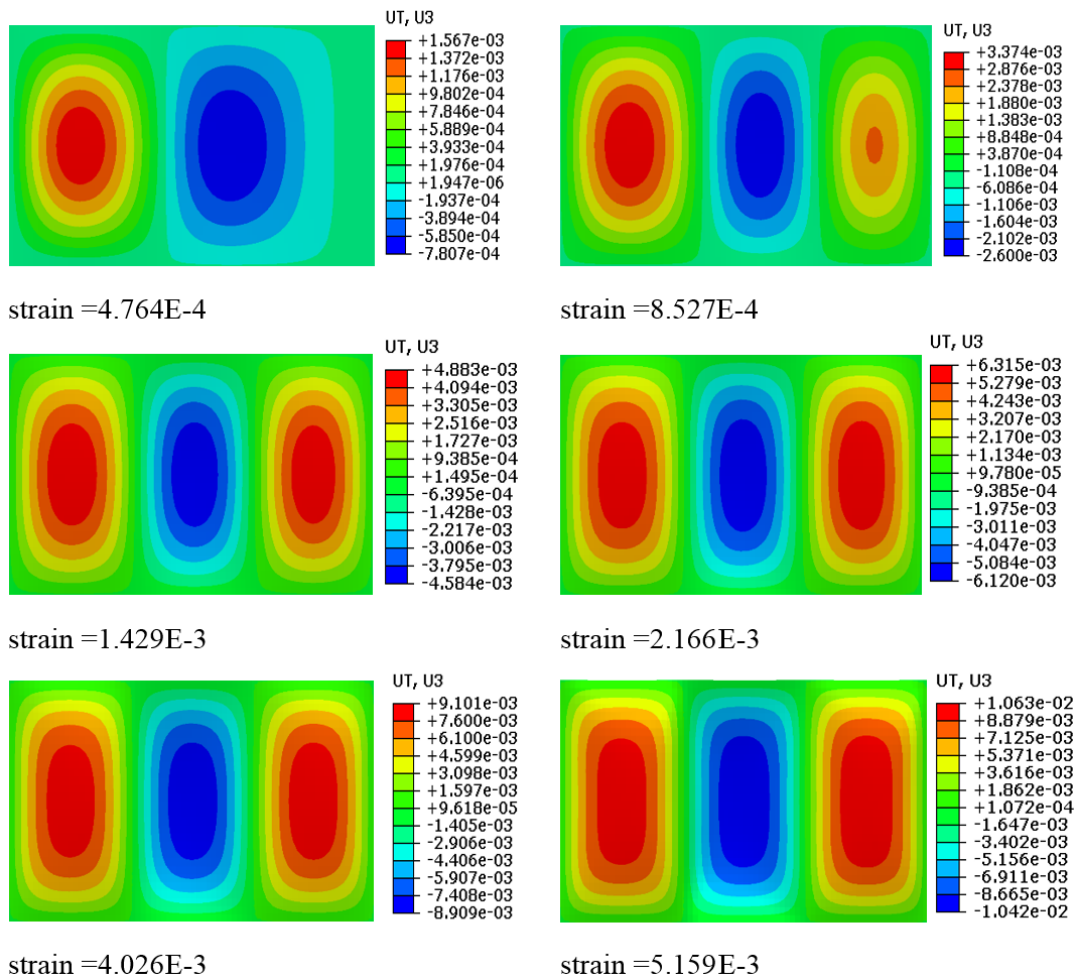 UT, U3
+1.567e-03
+1.372e-03
+1.176e-03
+9.802e-04
+7.846e-04
+5.889e-04
+3.933e-04
+1.976e-04
+1.947e-06
-1.937e-04
-3.894e-04
-5.850e-04
-7.807e-04
strain =4.764E-4
UT, U3
+3.374e-03
+2.876e-03
+2.378e-03
+1.880e-03
+1.383e-03
+8.848e-04
+3.870e-04
-1.108e-04
-6.086e-04
-1.106e-03
-1.604e-03
-2.102e-03
-2.600e-03
strain =8.527E-4
UT, U3
+4.883e-03
+4.094e-03
+3.305e-03
+2.516e-03
+1.727e-03
+9.385e-04
+1.495e-04
-6.395e-04
-1.428e-03
-2.217e-03
-3.006e-03
-3.795e-03
-4.584e-03
strain =1.429E-3
UT, U3
+6.315e-03
+5.279e-03
+4.243e-03
+3.207e-03
+2.170e-03
+1.134e-03
+9.780e-05
-9.385e-04
-1.975e-03
-3.011e-03
-4.047e-03
-5.084e-03
-6.120e-03
strain =2.166E-3
UT, U3
+9.101e-03
+7.600e-03
+6.100e-03
+4.599e-03
+3.098e-03
+1.597e-03
+9.618e-05
-1.405e-03
-2.906e-03
-4.406e-03
-5.907e-03
-7.408e-03
-8.909e-03
strain =4.026E-3
UT, U3
+1.063e-02
+8.879e-03
+7.125e-03
+5.371e-03
+3.616e-03
+1.862e-03
+1.072e-04
-1.647e-03
-3.402e-03
-5.156e-03
-6.911e-03
-8.665e-03
-1.042e-02
strain =5.159E-3